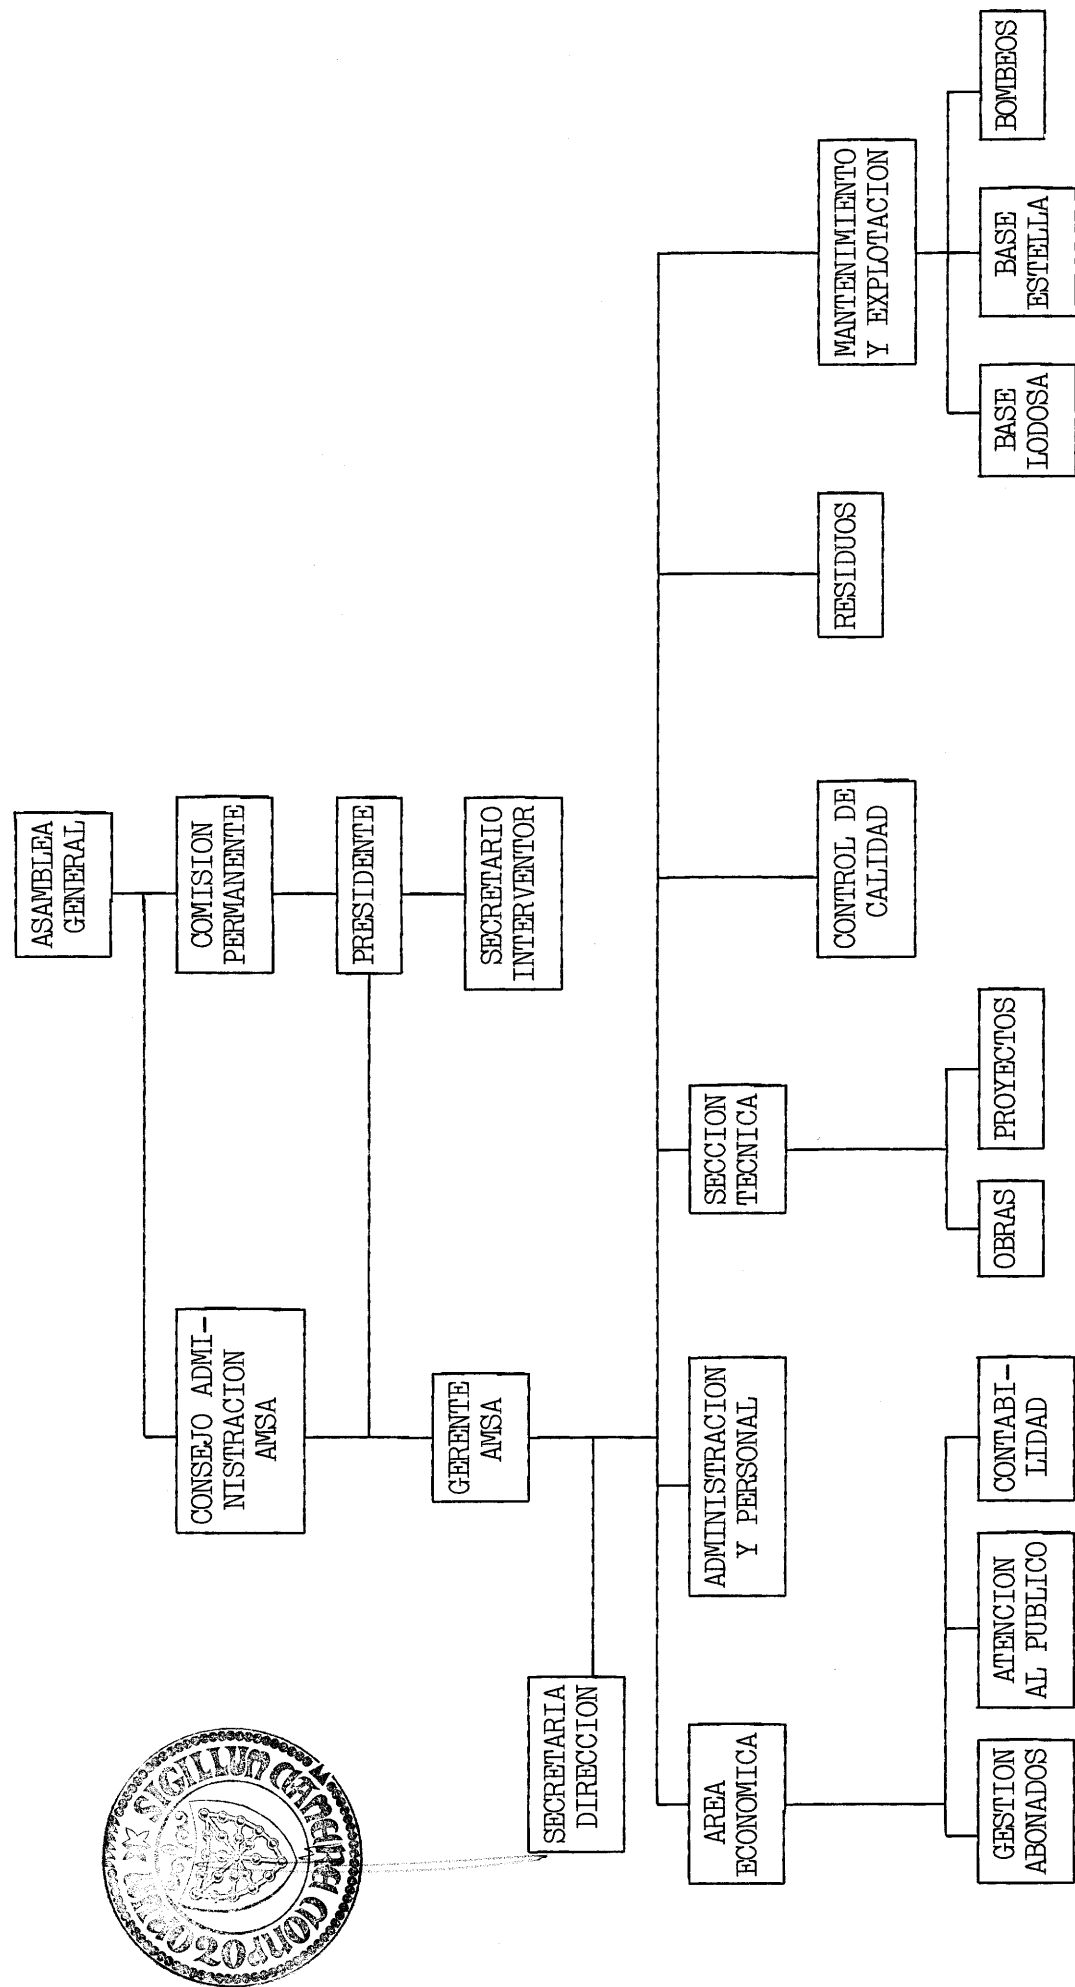 ASAMBLEA
GENERAL
CONSEJO ADMI-
NISTRACION
AMSA
COMISION
PERMANENTE
PRESIDENTE
GERENTE
AMSA
SECRETARIO
INTERVENTOR
SECRETARIA
DIRECCION
AREA
ECONOMICA
ADMINISTRACION
Y PERSONAL
SECCION
TECNICA
CONTROL DE
CALIDAD
RESIDUOS
MANTENIMIENTO
Y EXPLOTACION
GESTION
ABONADOS
ATENCION
AL PUBLICO
CONTABI-
LIDAD
OBRAS
PROYECTOS
BASE
LODOSA
BASE
ESTELLA
BOMBEOS
SIGILLUM